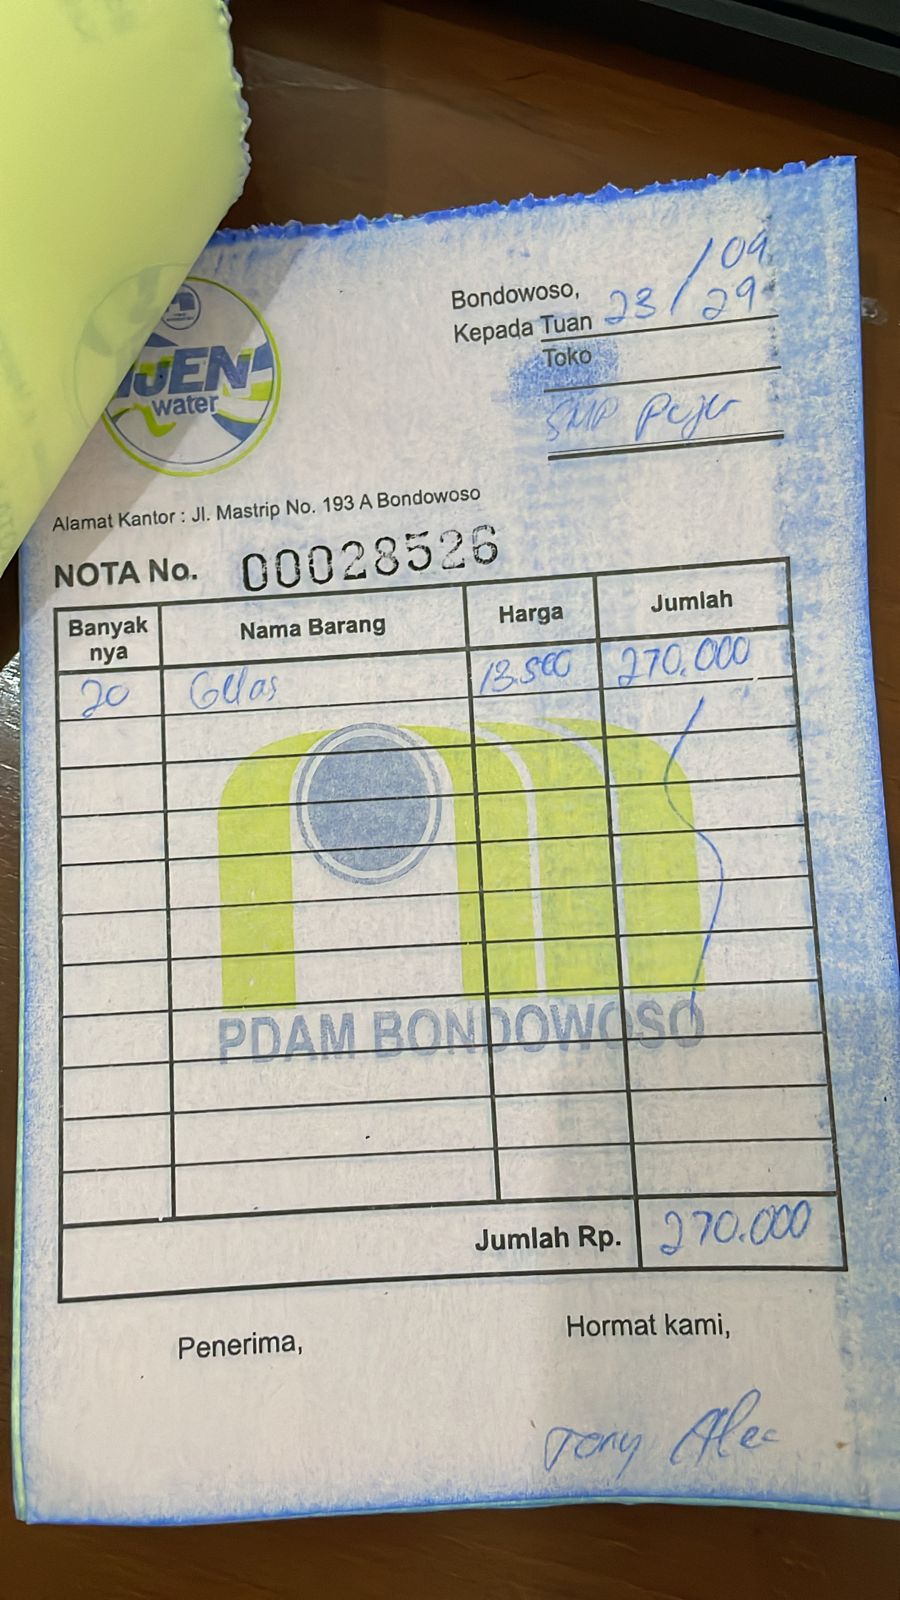 IJEN
water
Bondowoso, 23/09
Kepada Tuan 29
Toko
SMP Pujer
Alamat Kantor : Jl. Mastrip No. 193 A Bondowoso
NOTA No. 00028526
Banyak nya Nama Barang Harga Jumlah
20 Gelas 13.500 270.000
PDAM BONDOWOSO
Jumlah Rp. 270.000
Penerima, Hormat kami,
Tony